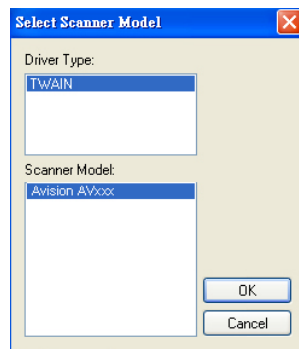 Select Scanner Model
Driver Type:
TWAIN
Scanner Model:
Avision AVxxx
OK
Cancel